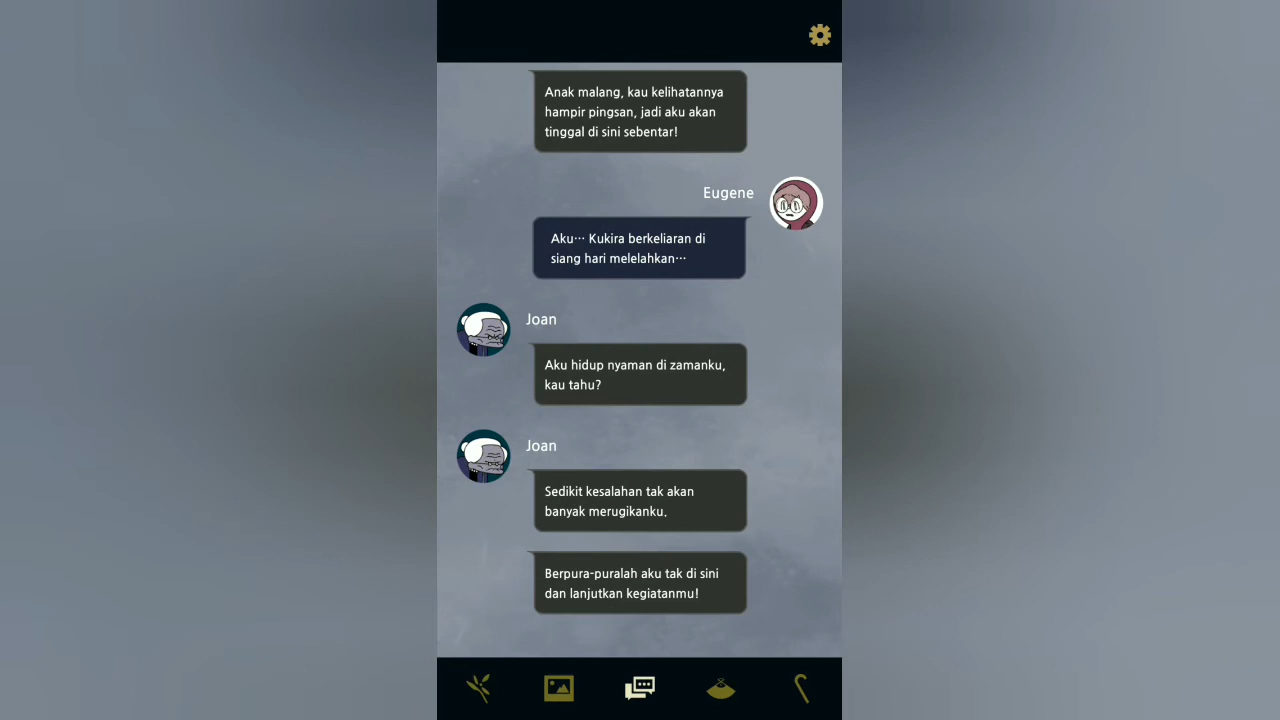 Anak malang, kau kelihatannya
hampir pingsan, jadi aku akan
tinggal di sini sebentar!
Eugene
Aku… Kukira berkeliaran di
siang hari melelahkan…
Joan
Aku hidup nyaman di zamanku,
kau tahu?
Joan
Sedikit kesalahan tak akan
banyak merugikanku.
Berpura-puralah aku tak di sini
dan lanjutkan kegiatanmu!